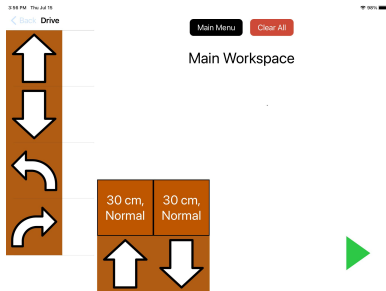 3:56 PM Thu Jul 15
98%
Back Drive
Main Menu
Clear All
Main Workspace
30 cm,
Normal
30 cm,
Normal